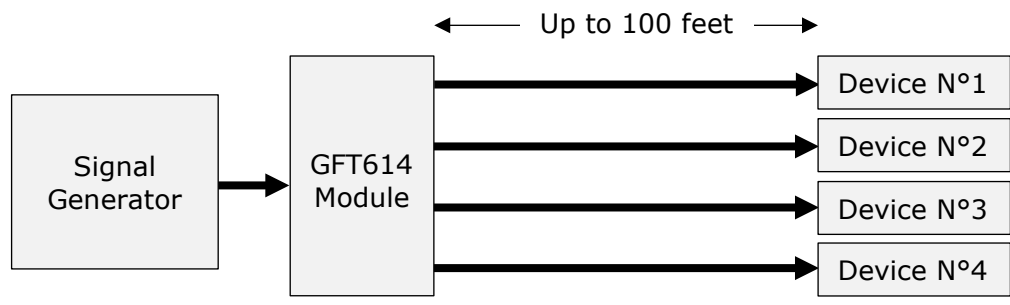 Up to 100 feet
Signal
Generator
GFT614
Module
Device N°1
Device N°2
Device N°3
Device N°4